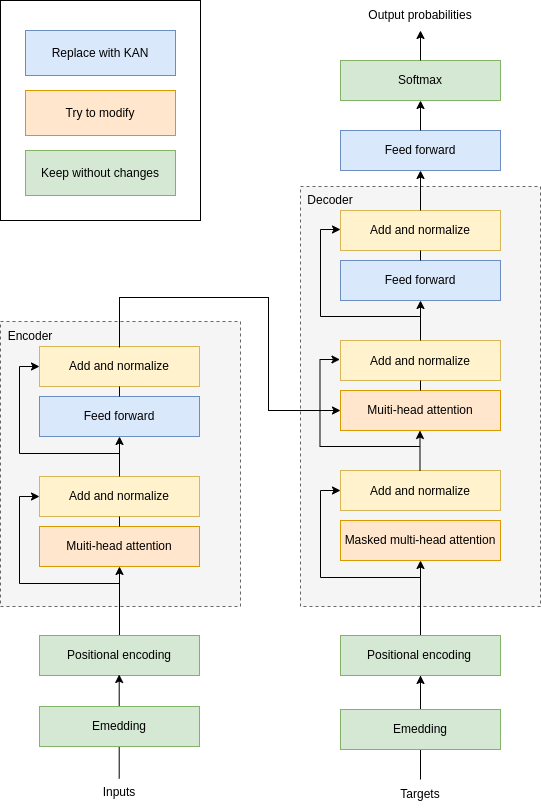 Replace with KAN
Try to modify
Keep without changes
Output probabilities
Softmax
Feed forward
Decoder
Add and normalize
Feed forward
Add and normalize
Muiti-head attention
Add and normalize
Masked multi-head attention
Positional encoding
Emedding
Targets
Encoder
Add and normalize
Feed forward
Add and normalize
Muiti-head attention
Positional encoding
Emedding
Inputs